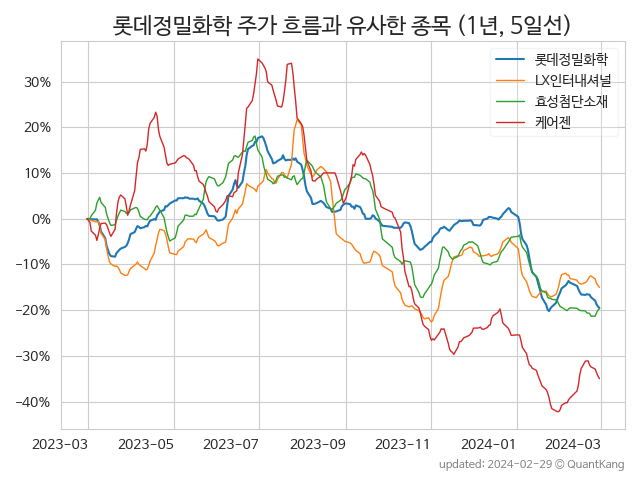 롯데정밀화학 주가 흐름과 유사한 종목 (1년, 5일선)
롯데정밀화학
LX인터내셔널
효성첨단소재
케어젠
30%
20%
10%
0%
−10%
−20%
−30%
−40%
2023-03 2023-05 2023-07 2023-09 2023-11 2024-01 2024-03
updated: 2024-02-29 © QuantKang